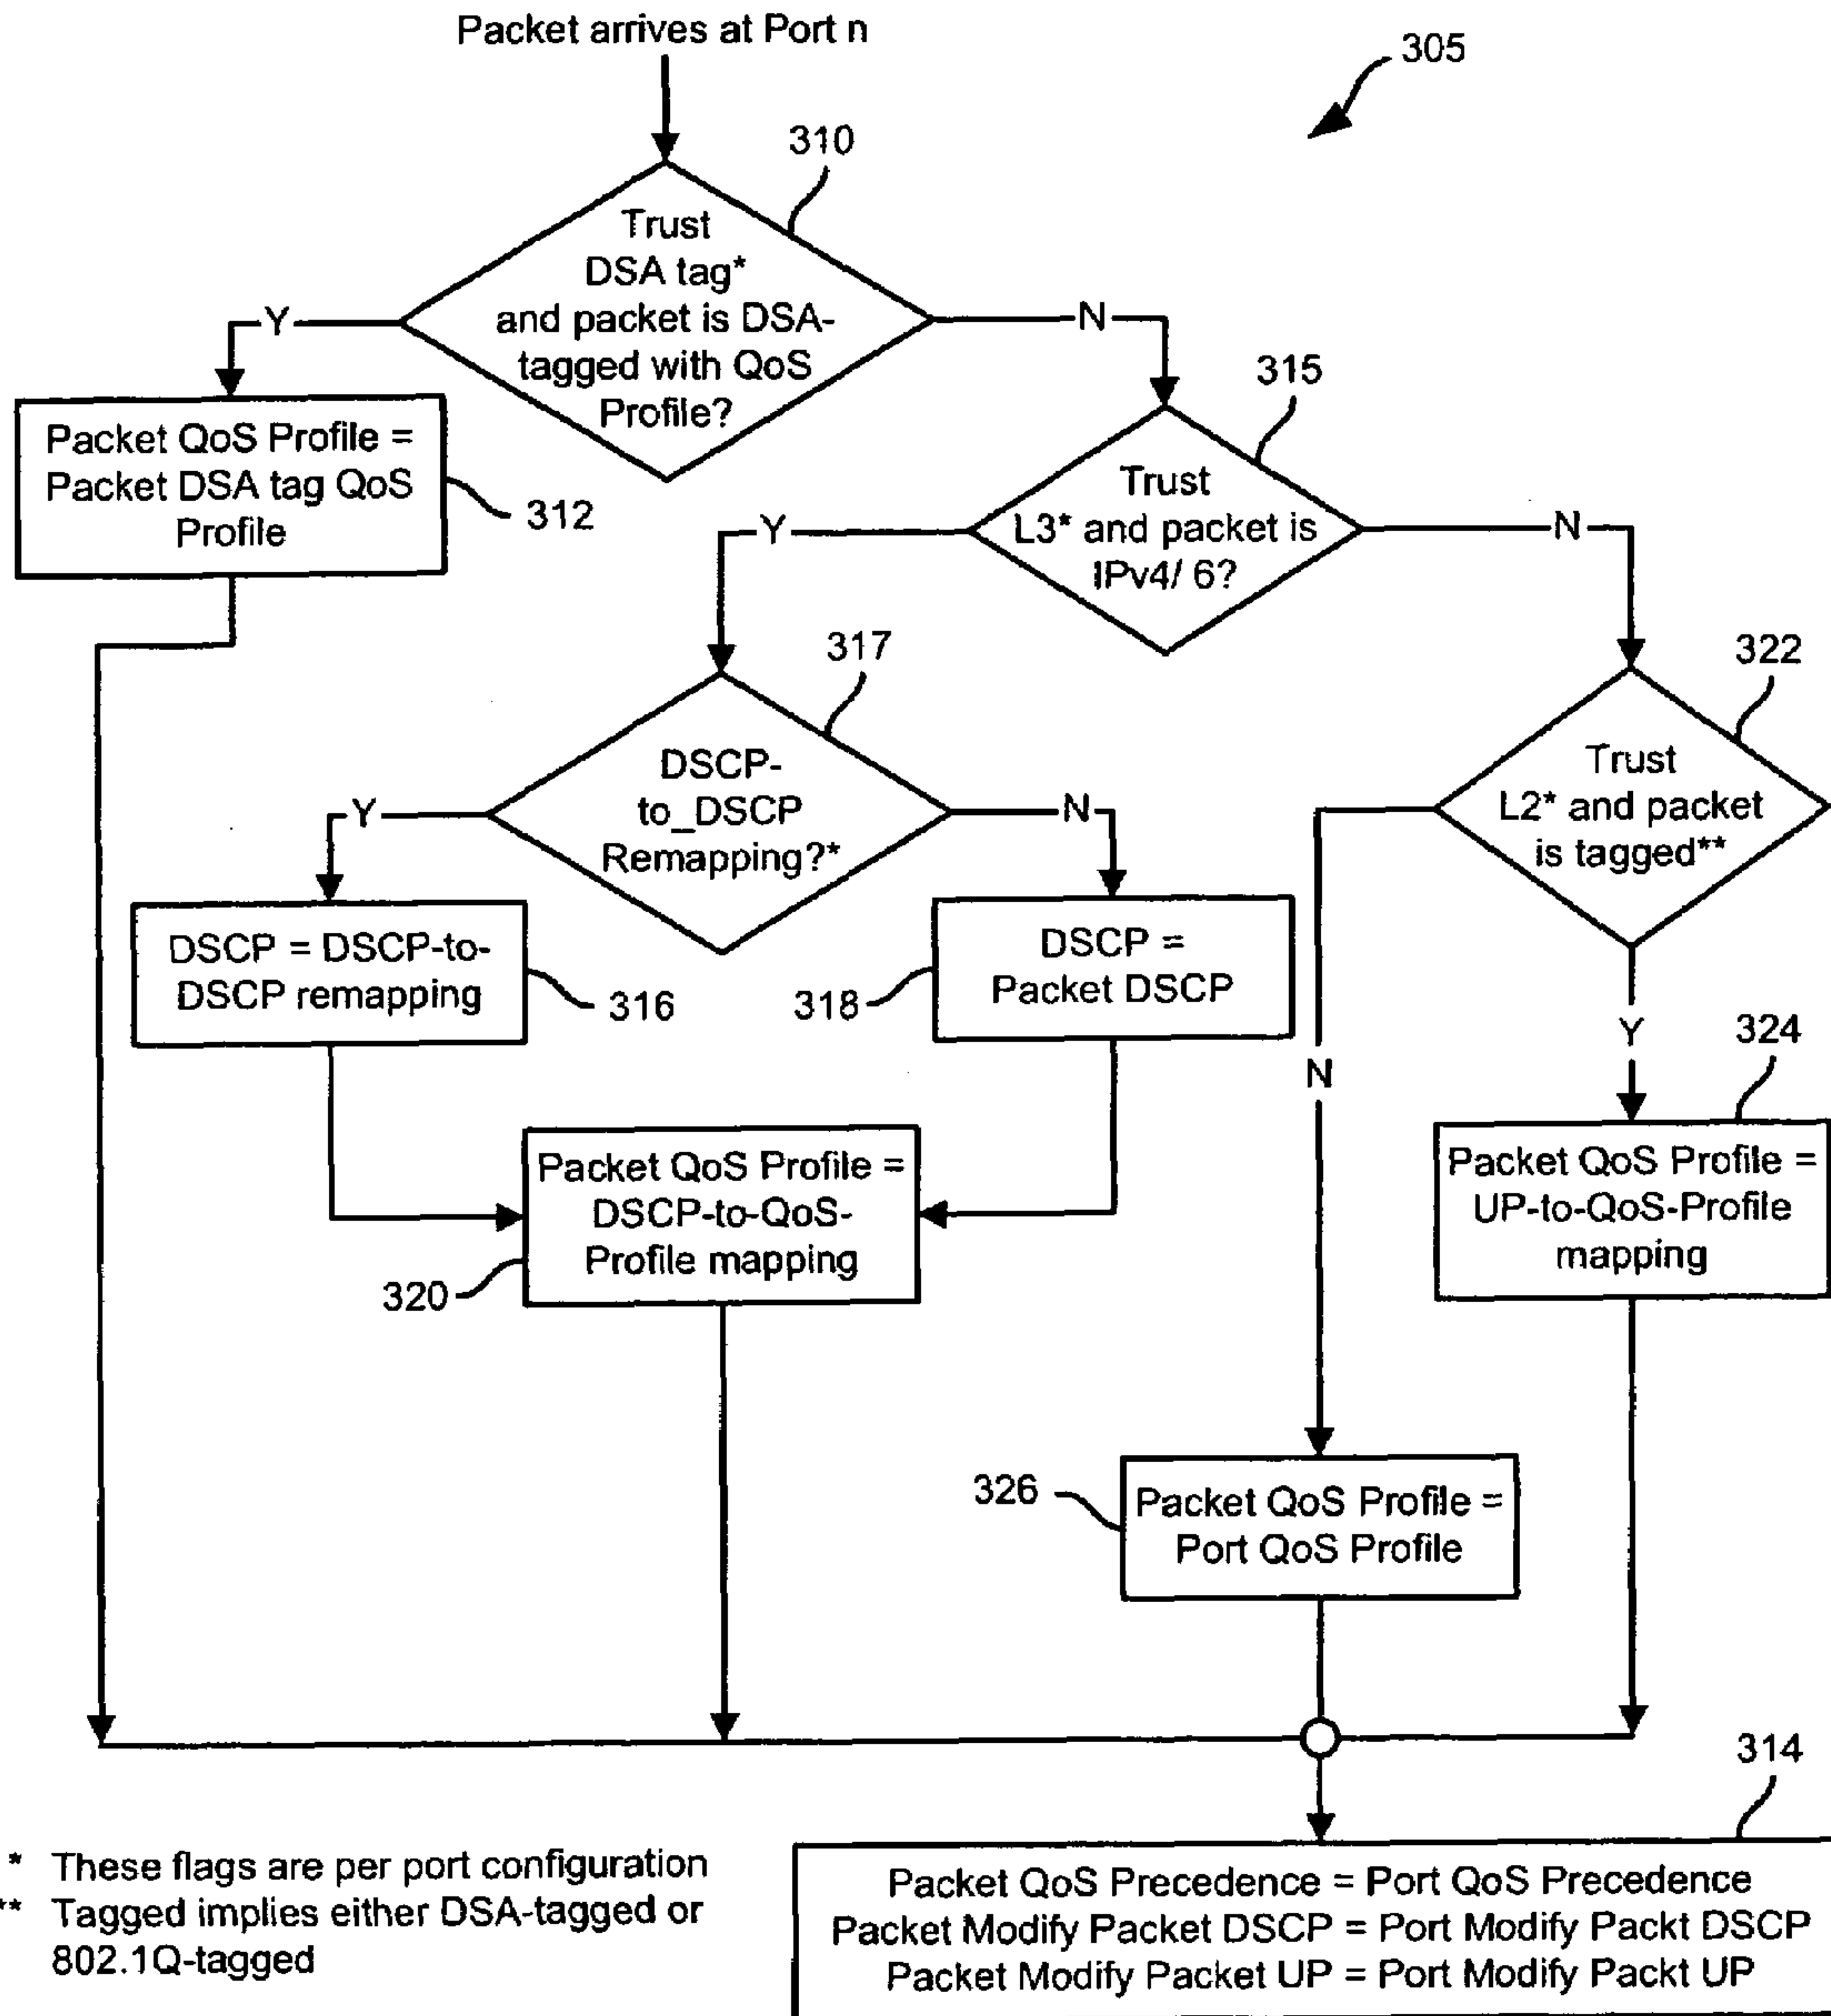 Packet arrives at Port n
305
310
Trust
DSA tag*
and packet is DSA-
tagged with QoS
Profile?
Y
N
Packet QoS Profile =
Packet DSA tag QoS
Profile
312
315
Trust
L3* and packet is
IPv4/ 6?
Y
N
317
DSCP-
to_DSCP
Remapping?*
Y
N
322
Trust
L2* and packet
is tagged**
N
Y
DSCP = DSCP-to-
DSCP remapping
316
DSCP =
Packet DSCP
318
324
Packet QoS Profile =
UP-to-QoS-Profile
mapping
Packet QoS Profile =
DSCP-to-QoS-
Profile mapping
320
326
Packet QoS Profile =
Port QoS Profile
314
Packet QoS Precedence = Port QoS Precedence
Packet Modify Packet DSCP = Port Modify Packt DSCP
Packet Modify Packet UP = Port Modify Packt UP
* These flags are per port configuration
** Tagged implies either DSA-tagged or
802.1Q-tagged